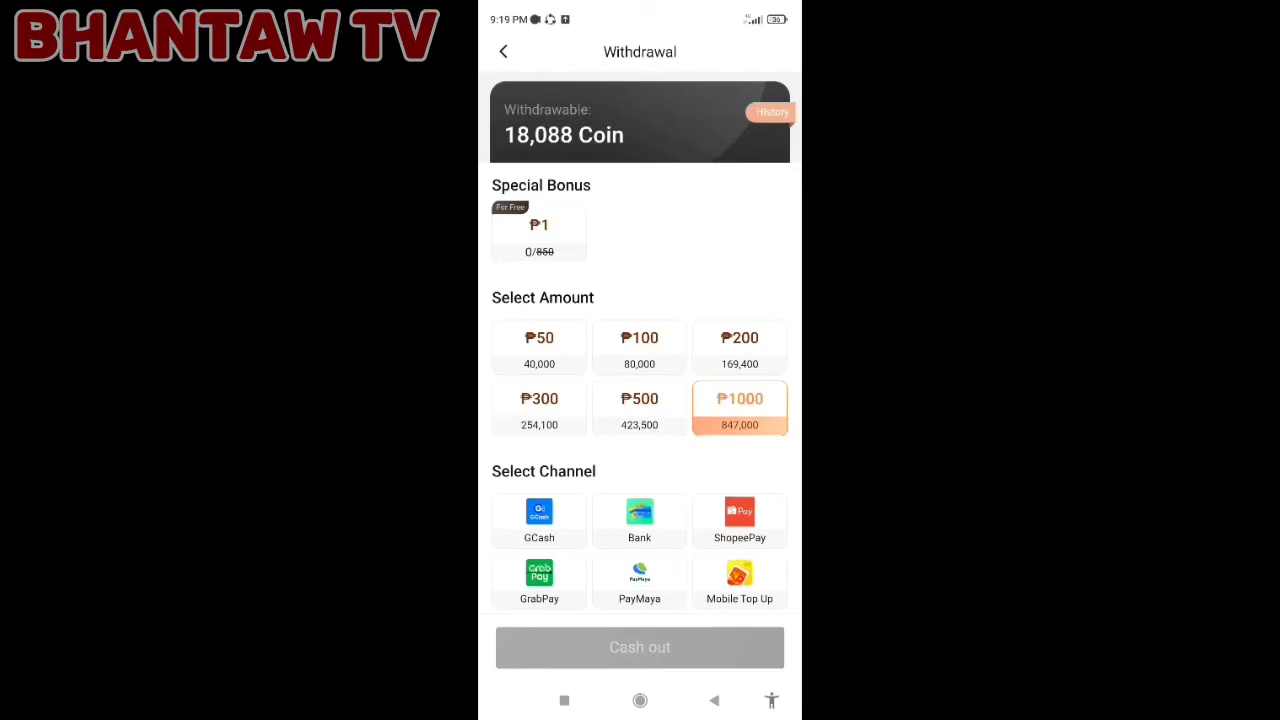 BHANTAW TV
9:19 PM
36
Withdrawal
Withdrawable:
History
18,088 Coin
Special Bonus
For Free
₱1
0/850
Select Amount
₱50 ₱100 ₱200
40,000 80,000 169,400
₱300 ₱500 ₱1000
254,100 423,500 847,000
Select Channel
GCash Pay
GCash Bank ShopeePay
Grab Pay PayMaya
GrabPay PayMaya Mobile Top Up
Cash out